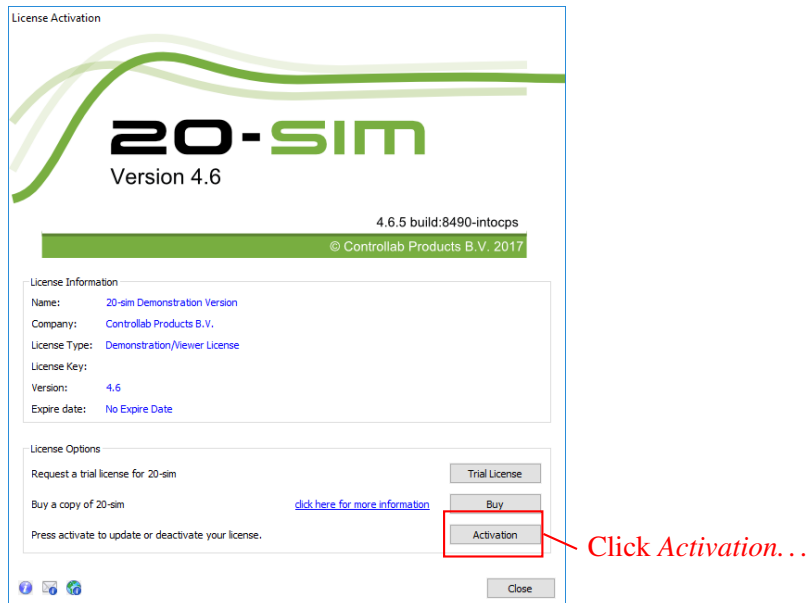 License Activation
20-sim
Version 4.6
4.6.5 build:8490-intocps
© Controllab Products B.V. 2017
License Information
Name: 20-sim Demonstration Version
Company: Controllab Products B.V.
License Type: Demonstration/Viewer License
License Key:
Version: 4.6
Expire date: No Expire Date
License Options
Request a trial license for 20-sim Trial License
Buy a copy of 20-sim click here for more information Buy
Press activate to update or deactivate your license. Activation
Click Activation...
Close